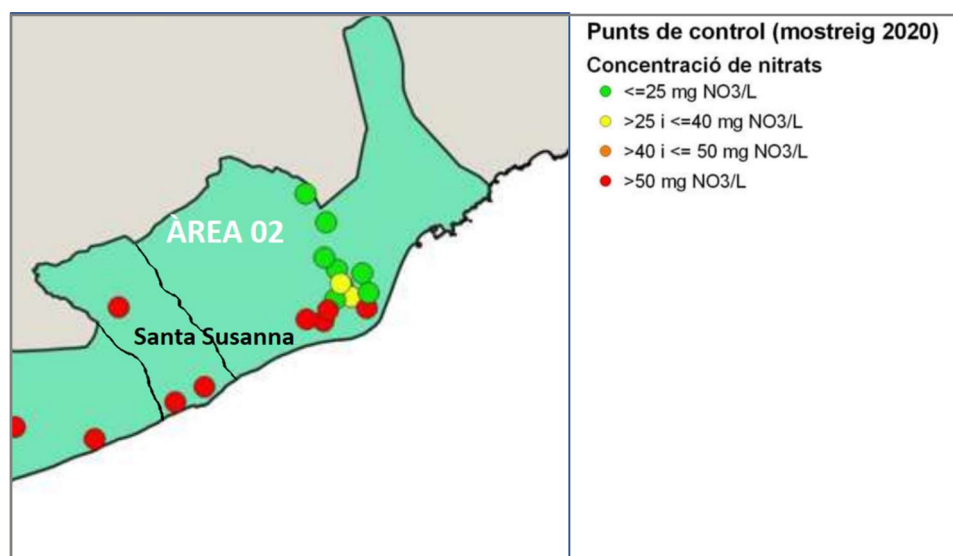 ÀREA 02
Santa Susanna
Punts de control (mostreig 2020)
Concentració de nitrats
<=25 mg NO3/L
>25 i <=40 mg NO3/L
>40 i <= 50 mg NO3/L
>50 mg NO3/L